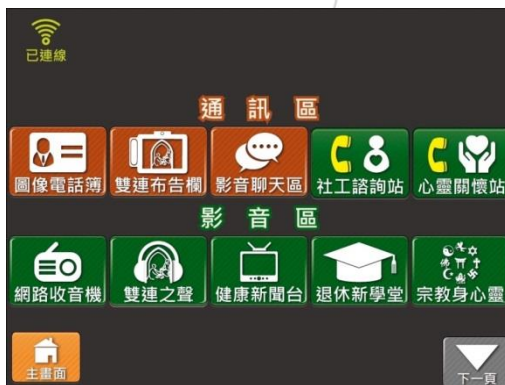 已連線
通訊區
圖像電話簿 雙連布告欄 影音聊天區 社工諮詢站 心靈關懷站
影音區
網路收音機 雙連之聲 健康新聞台 退休新學堂 宗教身心靈
主畫面 下一頁